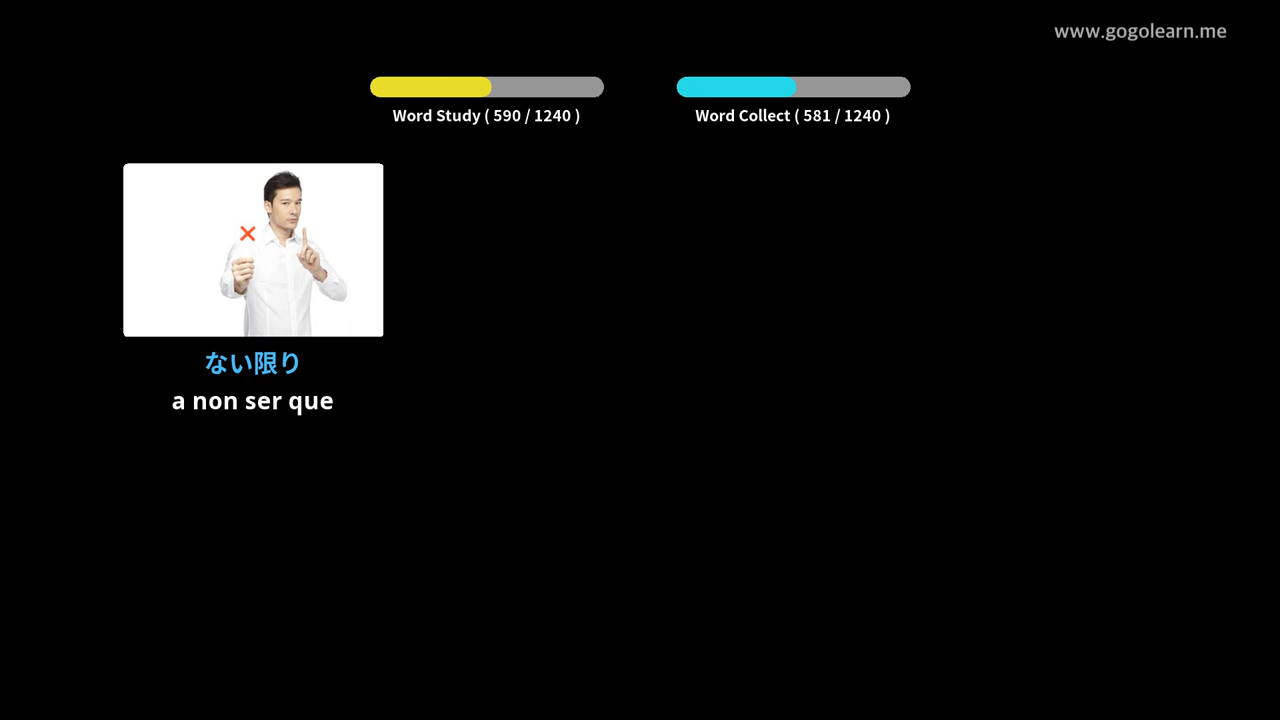 www.gogolearn.me
Word Study ( 590 / 1240 )
Word Collect ( 581 / 1240 )
ない限り
a non ser que